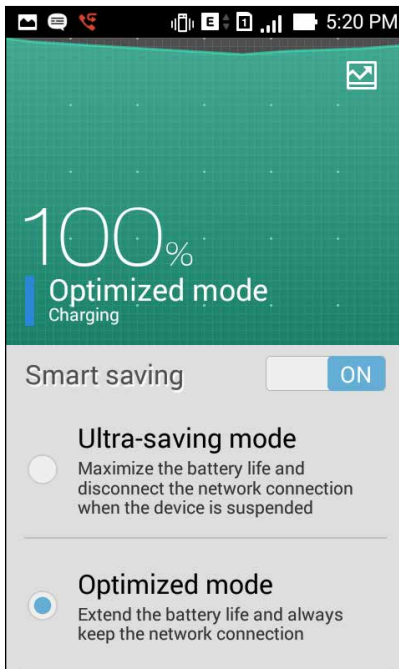 E 1 5:20 PM
100%
Optimized mode
Charging
Smart saving ON
Ultra-saving mode
Maximize the battery life and
disconnect the network connection
when the device is suspended
Optimized mode
Extend the battery life and always
keep the network connection